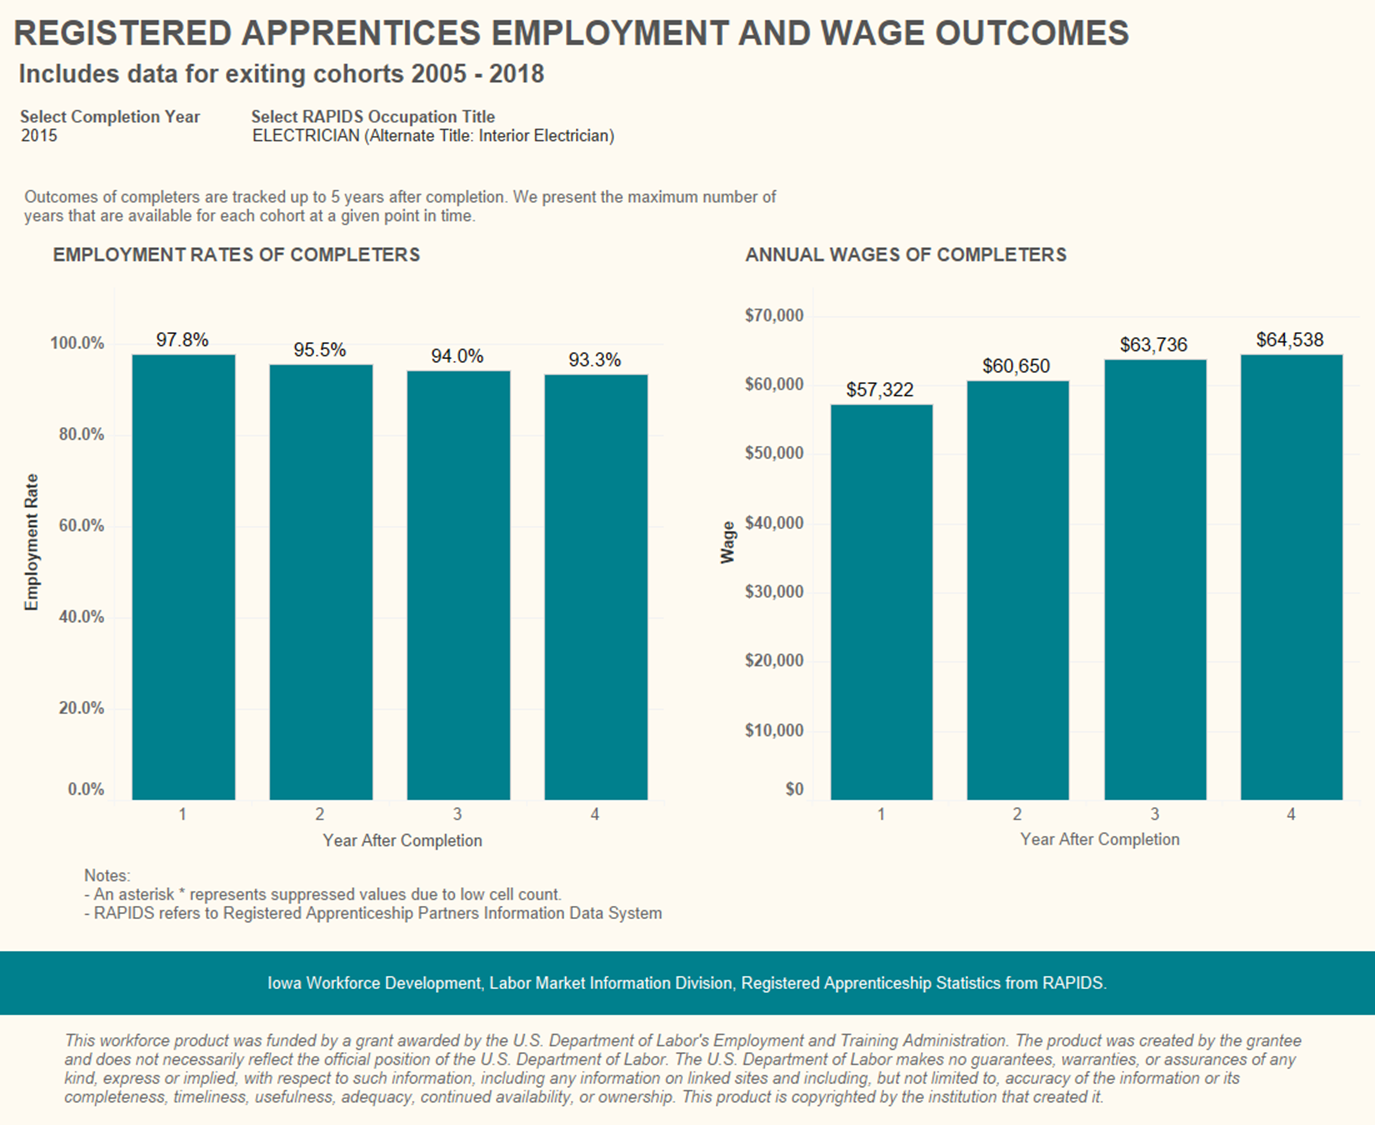 REGISTERED APPRENTICES EMPLOYMENT AND WAGE OUTCOMES
Includes data for exiting cohorts 2005 - 2018
Select Completion Year
2015
Select RAPIDS Occupation Title
ELECTRICIAN (Alternate Title: Interior Electrician)
Outcomes of completers are tracked up to 5 years after completion. We present the maximum number of
years that are available for each cohort at a given point in time.
EMPLOYMENT RATES OF COMPLETERS
Employment Rate
100.0%
80.0%
60.0%
40.0%
20.0%
0.0%
97.8%
95.5%
94.0%
93.3%
1
2
3
4
Year After Completion
ANNUAL WAGES OF COMPLETERS
Wage
$70,000
$60,000
$50,000
$40,000
$30,000
$20,000
$10,000
$0
$57,322
$60,650
$63,736
$64,538
1
2
3
4
Year After Completion
Notes:
- An asterisk * represents suppressed values due to low cell count.
- RAPIDS refers to Registered Apprenticeship Partners Information Data System
Iowa Workforce Development, Labor Market Information Division, Registered Apprenticeship Statistics from RAPIDS.
This workforce product was funded by a grant awarded by the U.S. Department of Labor's Employment and Training Administration. The product was created by the grantee
and does not necessarily reflect the official position of the U.S. Department of Labor. The U.S. Department of Labor makes no guarantees, warranties, or assurances of any
kind, express or implied, with respect to such information, including any information on linked sites and including, but not limited to, accuracy of the information or its
completeness, timeliness, usefulness, adequacy, continued availability, or ownership. This product is copyrighted by the institution that created it.